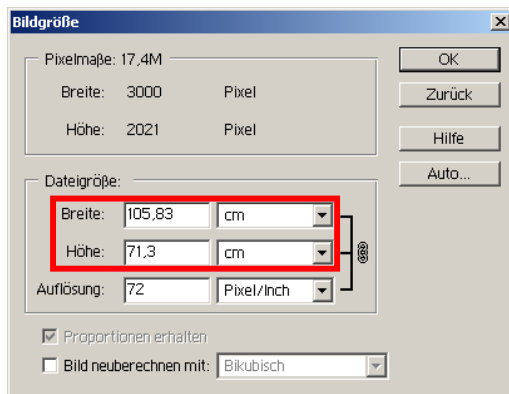 Bildgröße
Pixelmaße: 17,4M
OK
Breite: 3000 Pixel
Zurück
Höhe: 2021 Pixel
Hilfe
Auto...
Dateigröße:
Breite: 105,83 cm
Höhe: 71,3 cm
Auflösung: 72 Pixel/Inch
Proportionen erhalten
Bild neuberechnen mit: Bikubisch